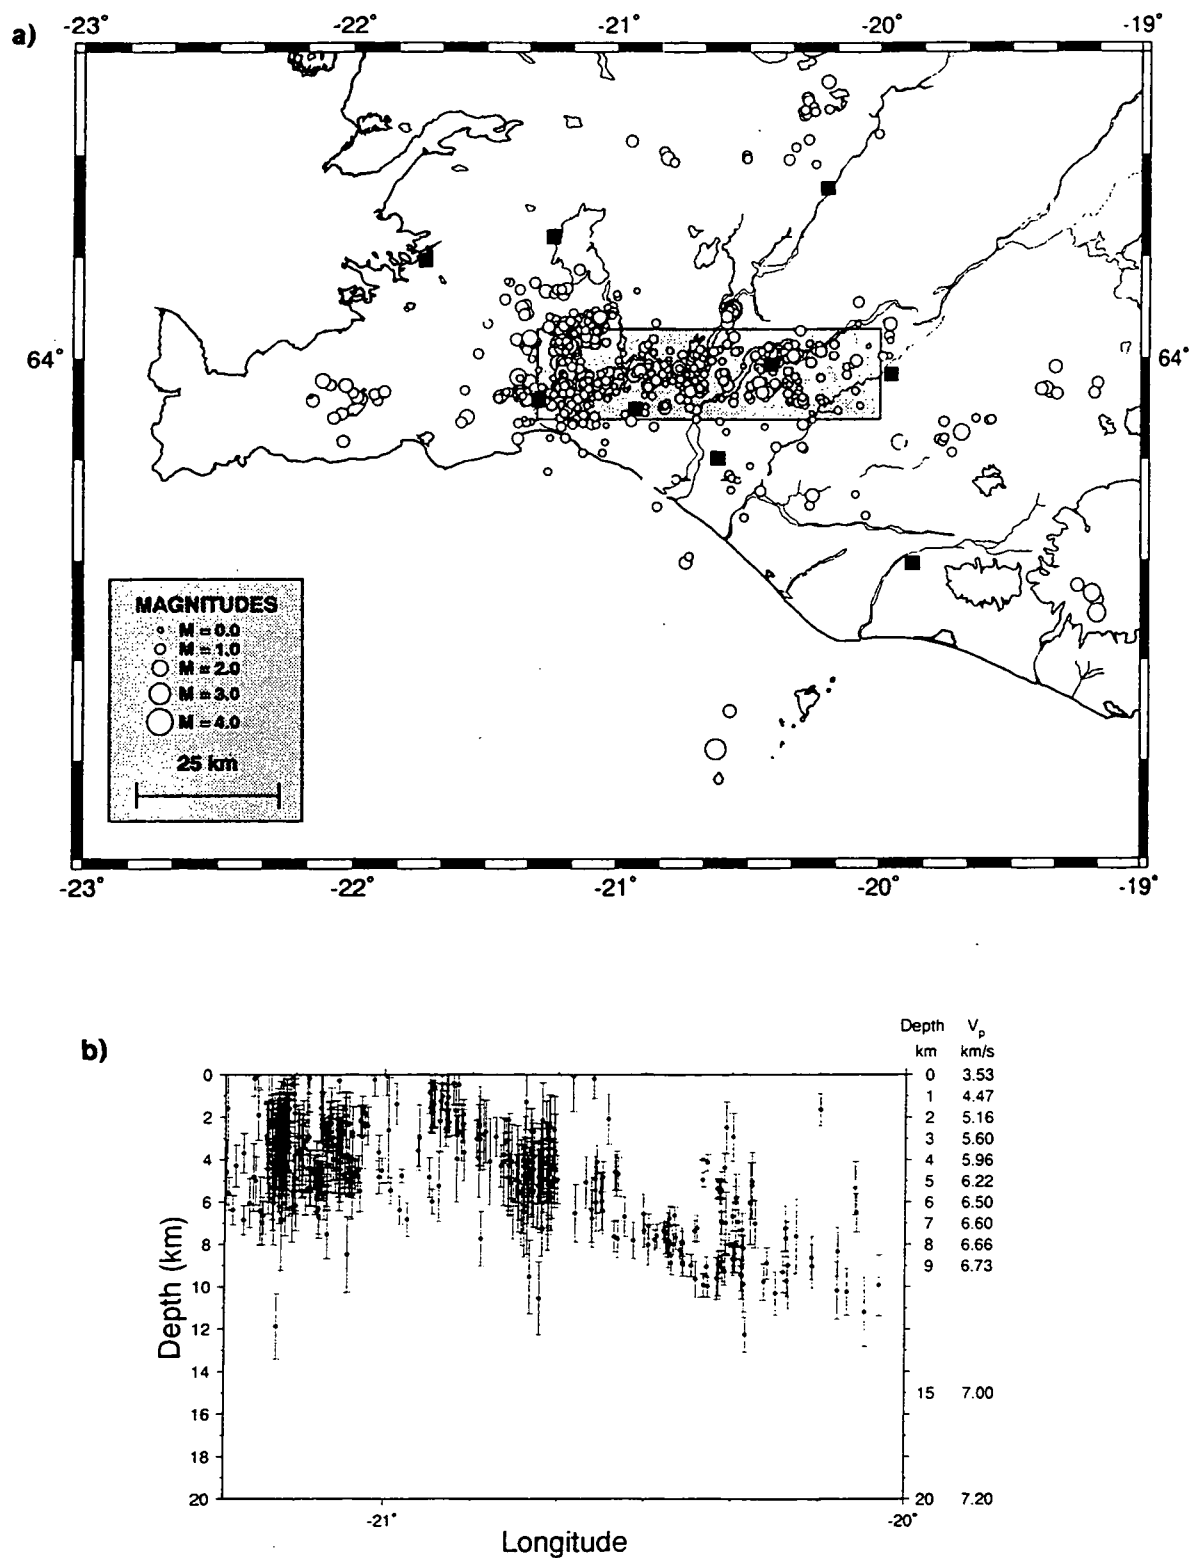 a)
-23° -22° -21° -20° -19°
64° 64°
MAGNITUDES
M = 0.0
M = 1.0
M = 2.0
M = 3.0
M = 4.0
25 km
-23° -22° -21° -20° -19°
b)
Depth Vp
km km/s
0 0 3.53
1 4.47
2 2 5.16
3 5.60
4 4 5.96
5 6.22
6 6 6.50
7 6.60
8 8 6.66
9 6.73
10
12
14
15 7.00
16
18
20 20 7.20
Depth (km)
-21° -20°
Longitude